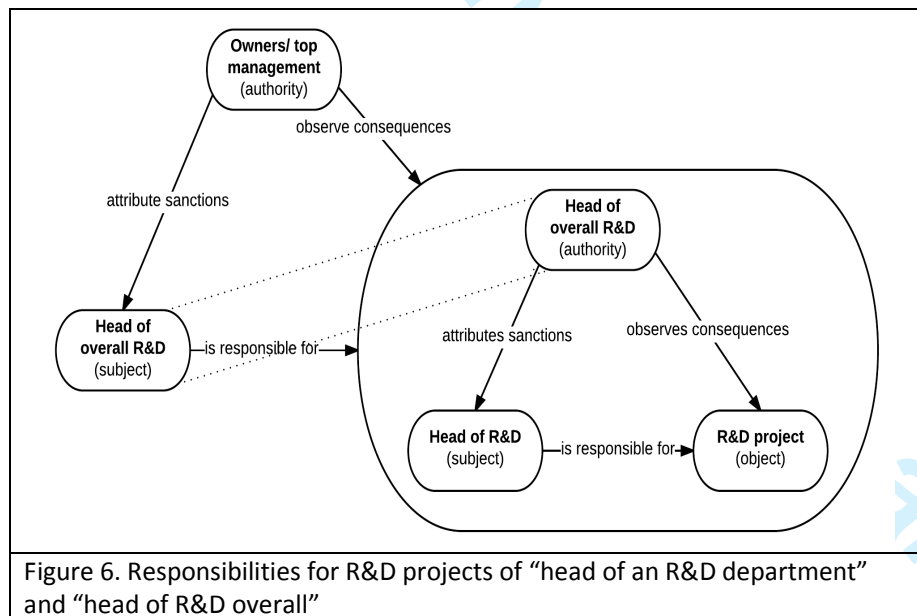 Owners/ top
management
(authority)
observe consequences
attribute sanctions
Head of
overall R&D
(authority)
Head of
overall R&D
(subject)
is responsible for
attributes sanctions
observes consequences
Head of R&D
(subject)
is responsible for
R&D project
(object)
Figure 6. Responsibilities for R&D projects of “head of an R&D department”
and “head of R&D overall”